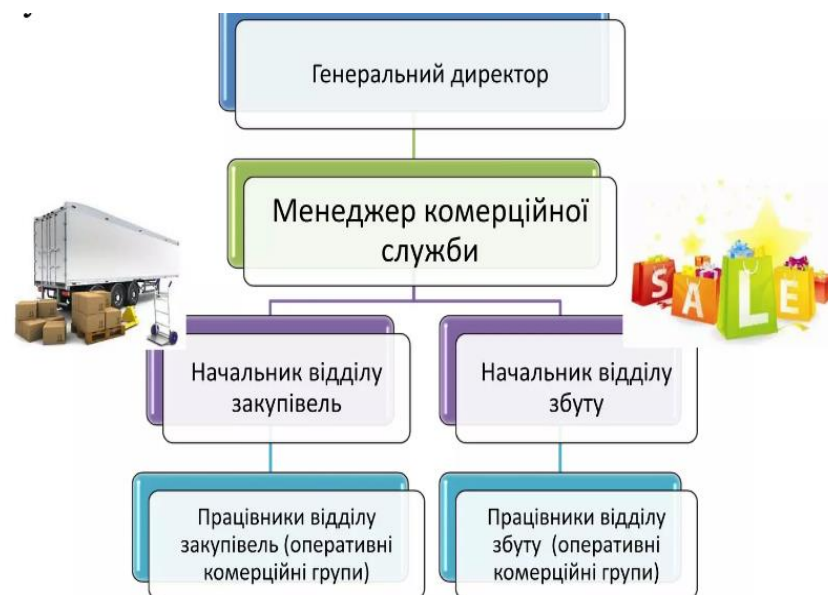 Генеральний директор
Менеджер комерційної
служби
SALE
Начальник відділу
закупівель
Начальник відділу
збуту
Працівники відділу
закупівель (оперативні
комерційні групи)
Працівники відділу
збуту (оперативні
комерційні групи)